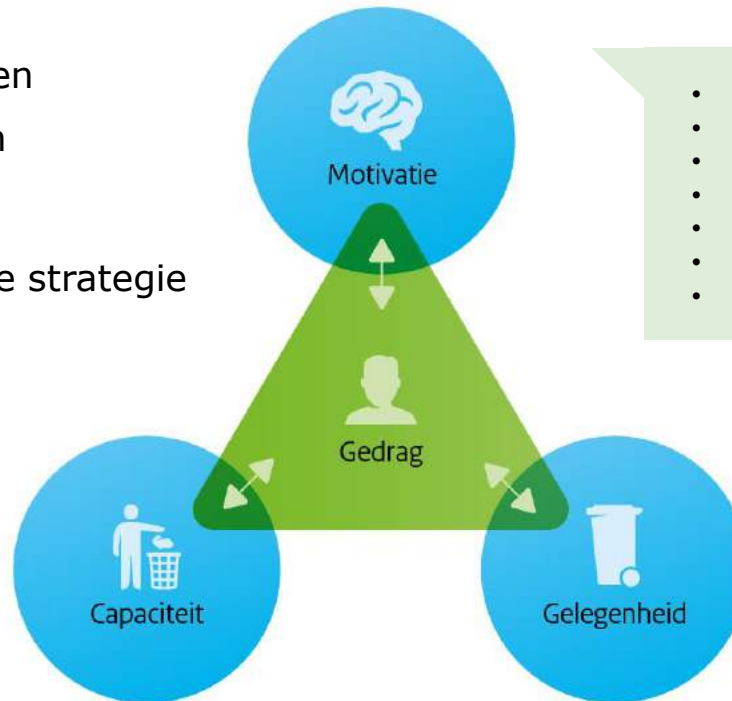 en
n
e strategie
Motivatie
Gedrag
Capaciteit
Gelegenheid
•
•
•
•
•
•
•